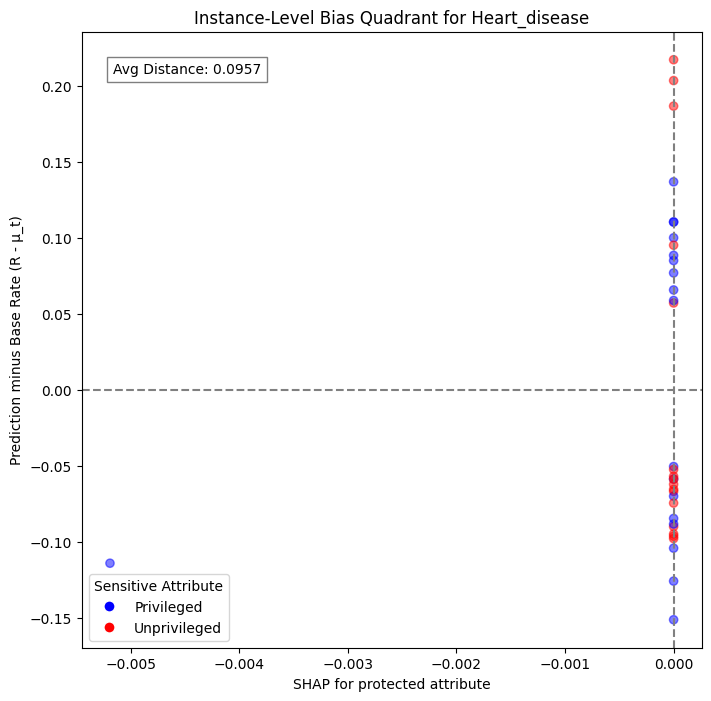 Instance-Level Bias Quadrant for Heart_disease
Avg Distance: 0.0957
Prediction minus Base Rate (R - μ_t)
0.20
0.15
0.10
0.05
0.00
−0.05
−0.10
−0.15
Sensitive Attribute
Privileged
Unprivileged
−0.005
−0.004
−0.003
−0.002
−0.001
0.000
SHAP for protected attribute